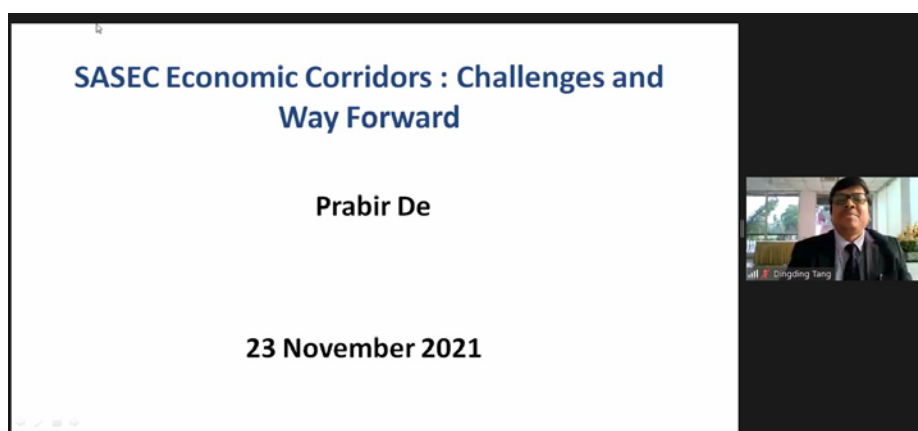 SASEC Economic Corridors : Challenges and
Way Forward
Prabir De
23 November 2021
Dingding Tang